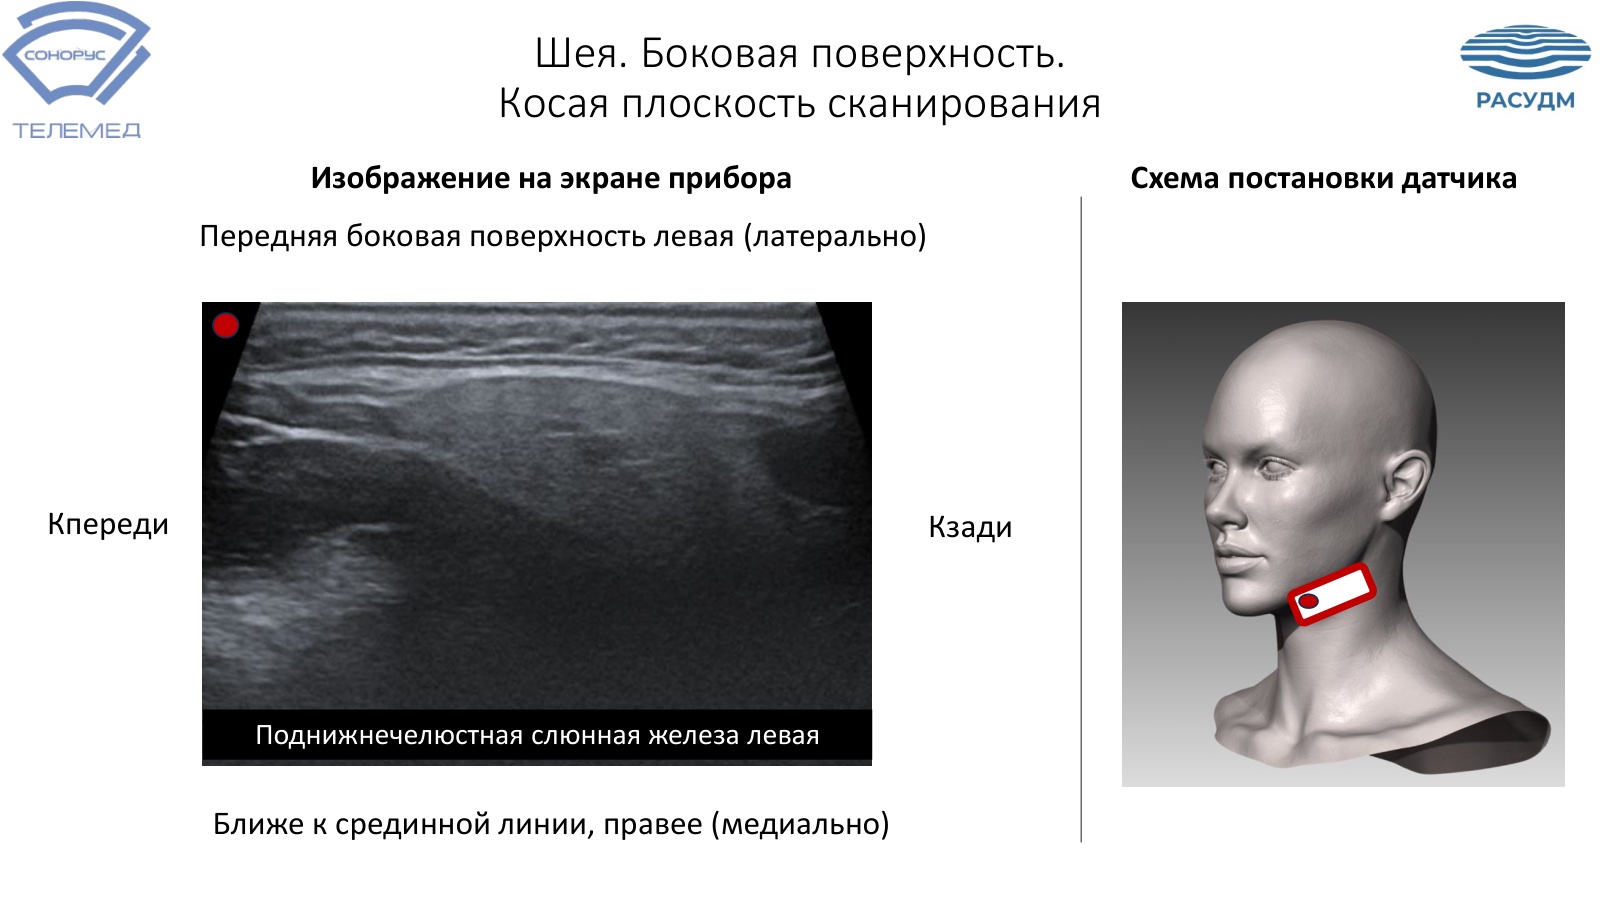 СОНОРУС
ТЕЛЕМЕД
Шея. Боковая поверхность.
Косая плоскость сканирования
РАСУДМ
Изображение на экране прибора
Схема постановки датчика
Передняя боковая поверхность левая (латерально)
Кпереди
Кзади
Поднижнечелюстная слюнная железа левая
Ближе к срединной линии, правее (медиально)